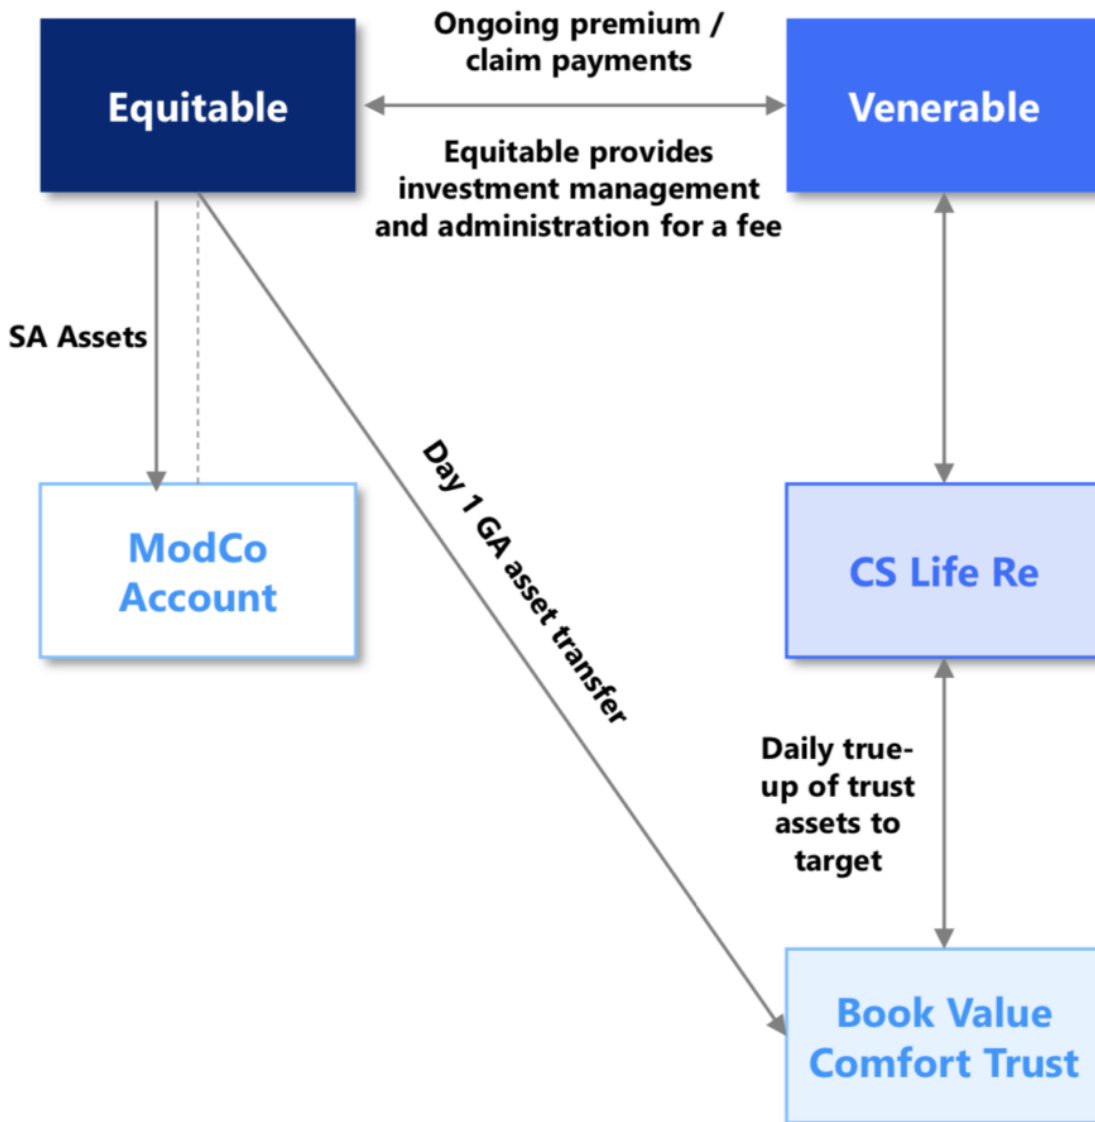 Ongoing premium /
claim payments
Equitable
Venerable
Equitable provides
investment management
and administration for a fee
SA Assets
Day 1 GA asset transfer
ModCo
Account
CS Life Re
Daily true-
up of trust
assets to
target
Book Value
Comfort Trust